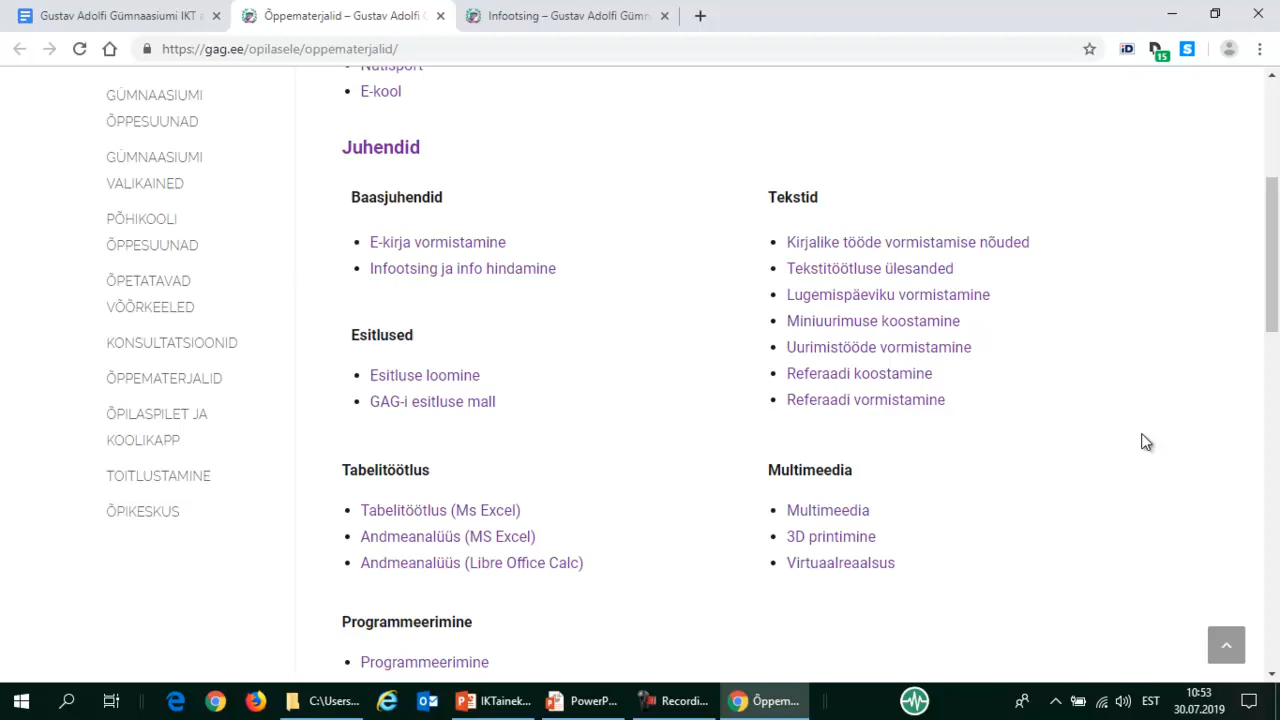 Gustav Adolfi Gümnaasiumi IKT a
Õppematerjalid – Gustav Adolfi G
Infootsing – Gustav Adolfi Gümn
https://gag.ee/opilasele/oppematerjalid/
15
GÜMNAASIUMI
ÕPPESUUNAD
GÜMNAASIUMI
VALIKAINED
PÕHIKOOLI
ÕPPESUUNAD
ÕPETATAVAD
VÕÕRKEELED
KONSULTATSIOONID
ÕPPEMATERJALID
ÕPILASPILET JA
KOOLIKAPP
TOITLUSTAMINE
ÕPIKESKUS
Nutisport
E-kool
Juhendid
Baasjuhendid
E-kirja vormistamine
Infootsing ja info hindamine
Esitlused
Esitluse loomine
GAG-i esitluse mall
Tekstid
Kirjalike tööde vormistamise nõuded
Tekstitöötluse ülesanded
Lugemispäeviku vormistamine
Miniuurimuse koostamine
Uurimistööde vormistamine
Referaadi koostamine
Referaadi vormistamine
Tabelitöötlus
Tabelitöötlus (Ms Excel)
Andmeanalüüs (MS Excel)
Andmeanalüüs (Libre Office Calc)
Multimeedia
Multimeedia
3D printimine
Virtuaalreaalsus
Programmeerimine
Programmeerimine
C:\Users...
IKTainek...
PowerP...
Recordi...
Õppem...
EST
10:53
30.07.2019